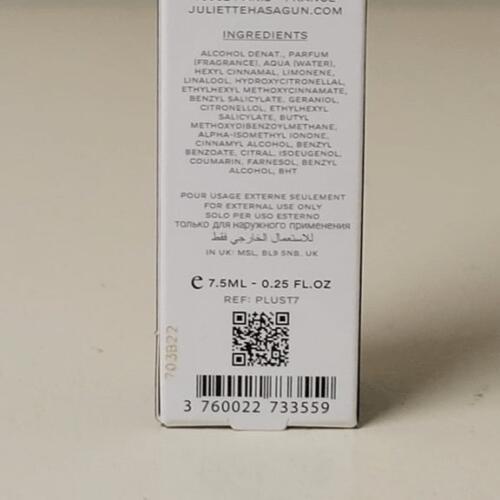 JULIETTEHASAGUN.COM
INGREDIENTS
ALCOHOL DENAT., PARFUM
(FRAGRANCE), AQUA (WATER),
HEXYL CINNAMAL, LIMONENE,
LINALOOL, HYDROXYCITRONELLAL,
ETHYLHEXYL METHOXYCINNAMATE,
BENZYL SALICYLATE, GERANIOL,
CITRONELLOL, ETHYLHEXYL
SALICYLATE, BUTYL
METHOXYDIBENZOYLMETHANE,
ALPHA-ISOMETHYL IONONE,
CINNAMYL ALCOHOL, BENZYL
BENZOATE, CITRAL, ISOEUGENOL,
COUMARIN, FARNESOL, BENZYL
ALCOHOL, BHT
POUR USAGE EXTERNE SEULEMENT
FOR EXTERNAL USE ONLY
SOLO PER USO ESTERNO
только для наружного применения
للاستعمال الخارجي فقط
IN UK: MSL, BL9 5NB. UK
e 7.5ML - 0.25 FL.OZ
REF: PLUST7
703B22
3 760022 733559